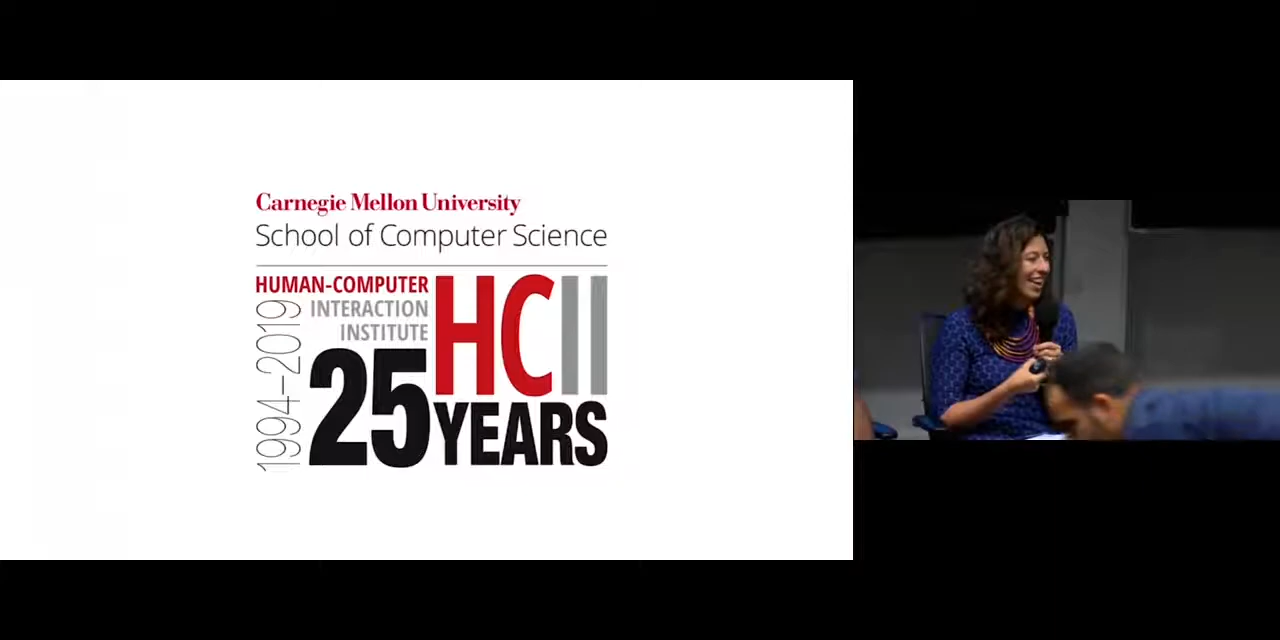 Carnegie Mellon University
School of Computer Science
HUMAN-COMPUTER
INTERACTION
INSTITUTE
HCII
1994–2019
25 YEARS